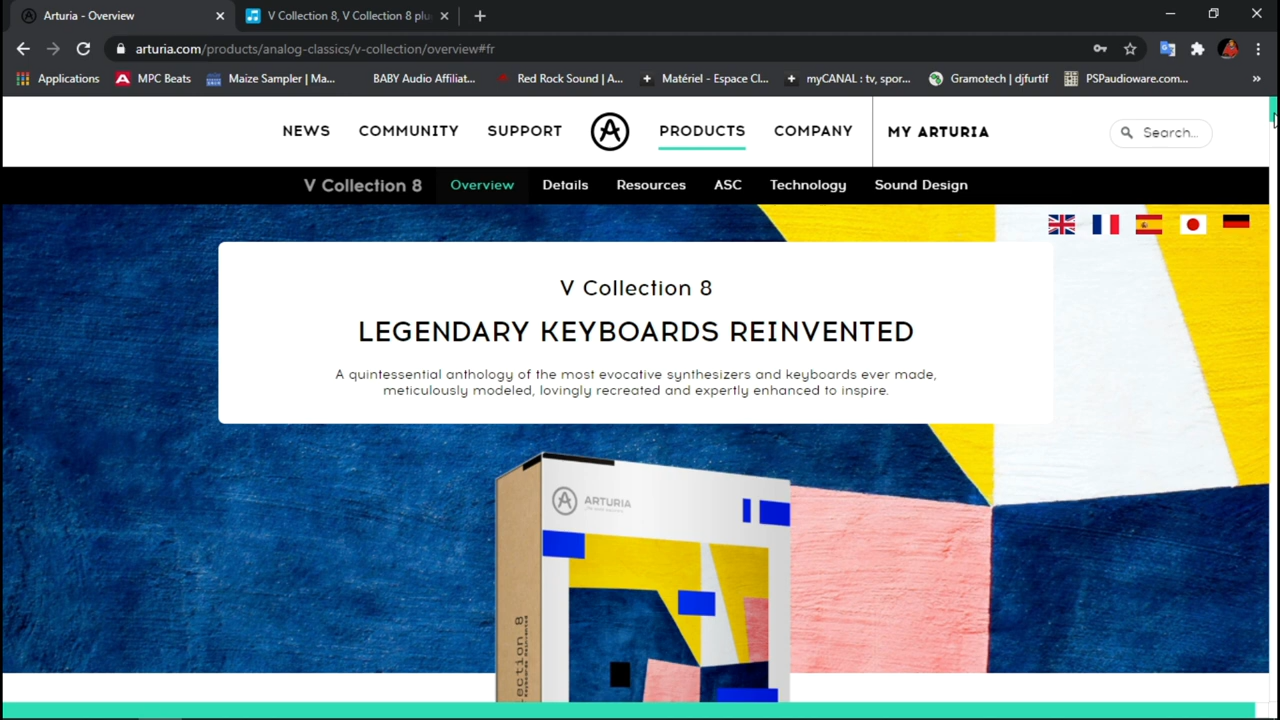 Arturia - Overview
V Collection 8, V Collection 8 plu
arturia.com/products/analog-classics/v-collection/overview#fr
Applications
MPC Beats
Maize Sampler | Ma...
BABY Audio Affiliat...
Red Rock Sound | A...
Matériel - Espace Cl...
myCANAL : tv, spor...
Gramotech | djfurtif
PSPaudioware.com...
NEWS
COMMUNITY
SUPPORT
PRODUCTS
COMPANY
MY ARTURIA
Search...
V Collection 8
Overview
Details
Resources
ASC
Technology
Sound Design
V Collection 8
LEGENDARY KEYBOARDS REINVENTED
A quintessential anthology of the most evocative synthesizers and keyboards ever made,
meticulously modeled, lovingly recreated and expertly enhanced to inspire.
ARTURIA